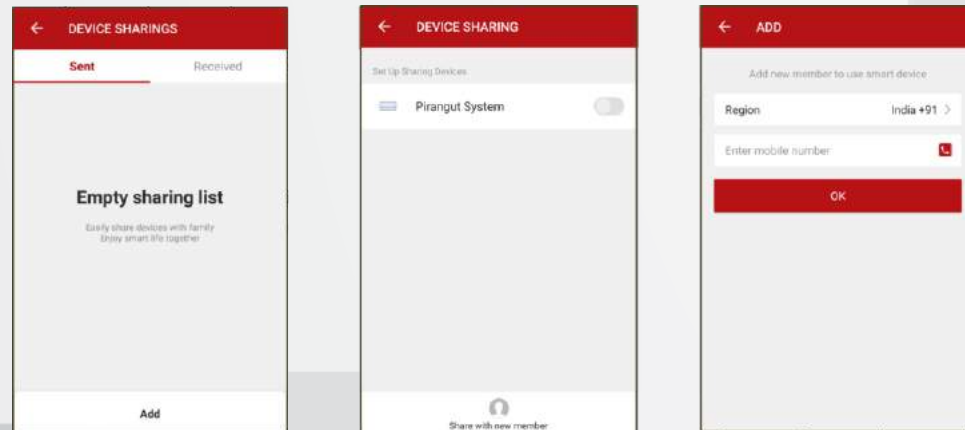 DEVICE SHARINGS
Sent
Received
Empty sharing list
Easily share devices with family
Enjoy smart life together
Add
DEVICE SHARING
Set Up Sharing Devices
Pirangut System
Share with new member
ADD
Add new member to use smart device
Region
India +91 >
Enter mobile number
OK